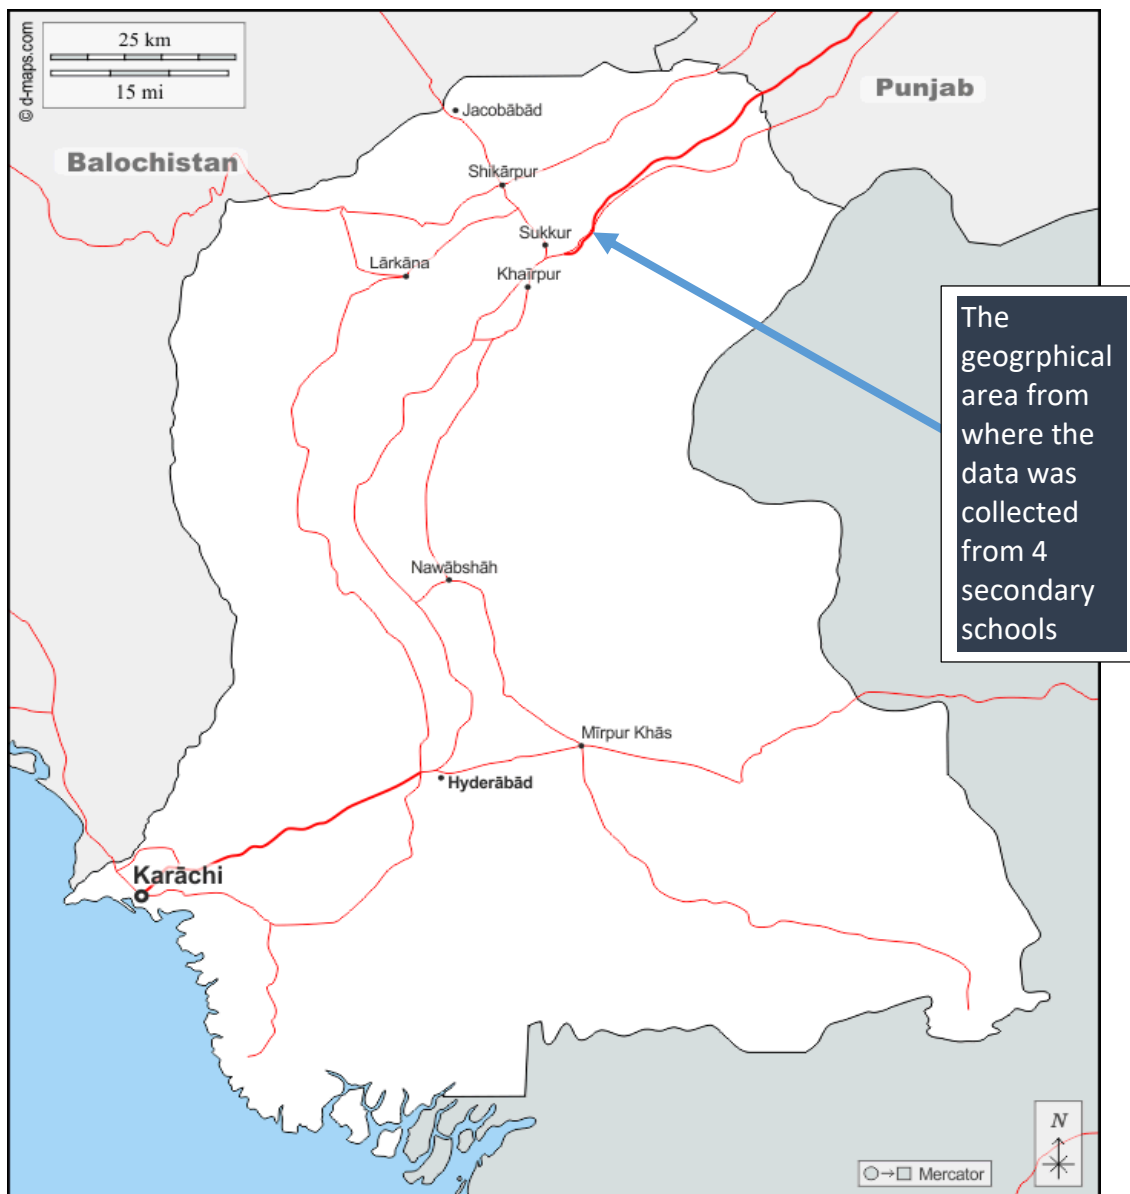 © d-maps.com
25 km
15 mi
Punjab
Jacobābād
Balochistan
Shikārpur
Sukkur
Lārkāna
Khaīrpur
The
geogrphical
area from
where the
data was
collected
from 4
secondary
schools
Nawābshāh
Mīrpur Khās
Hyderābād
Karāchi
N
Mercator